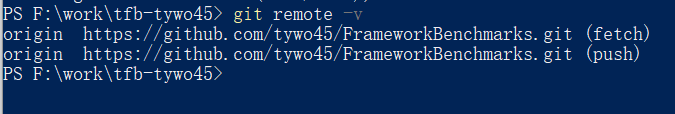 PS F:\work\tfb-tywo45> git remote -v
origin  https://github.com/tywo45/FrameworkBenchmarks.git (fetch)
origin  https://github.com/tywo45/FrameworkBenchmarks.git (push)
PS F:\work\tfb-tywo45>